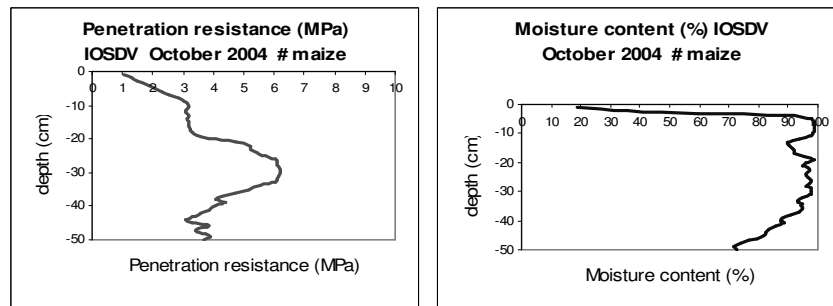 Penetration resistance (MPa)
IOSDV October 2004 # maize
0
0 1 2 3 4 5 6 7 8 9 10
-10
-20
-30
-40
-50
depth (cm)
Penetration resistance (MPa)
Moisture content (%) IOSDV
October 2004 # maize
0
0 10 20 30 40 50 60 70 80 90 100
-10
-20
-30
-40
-50
depth (cm)
Moisture content (%)